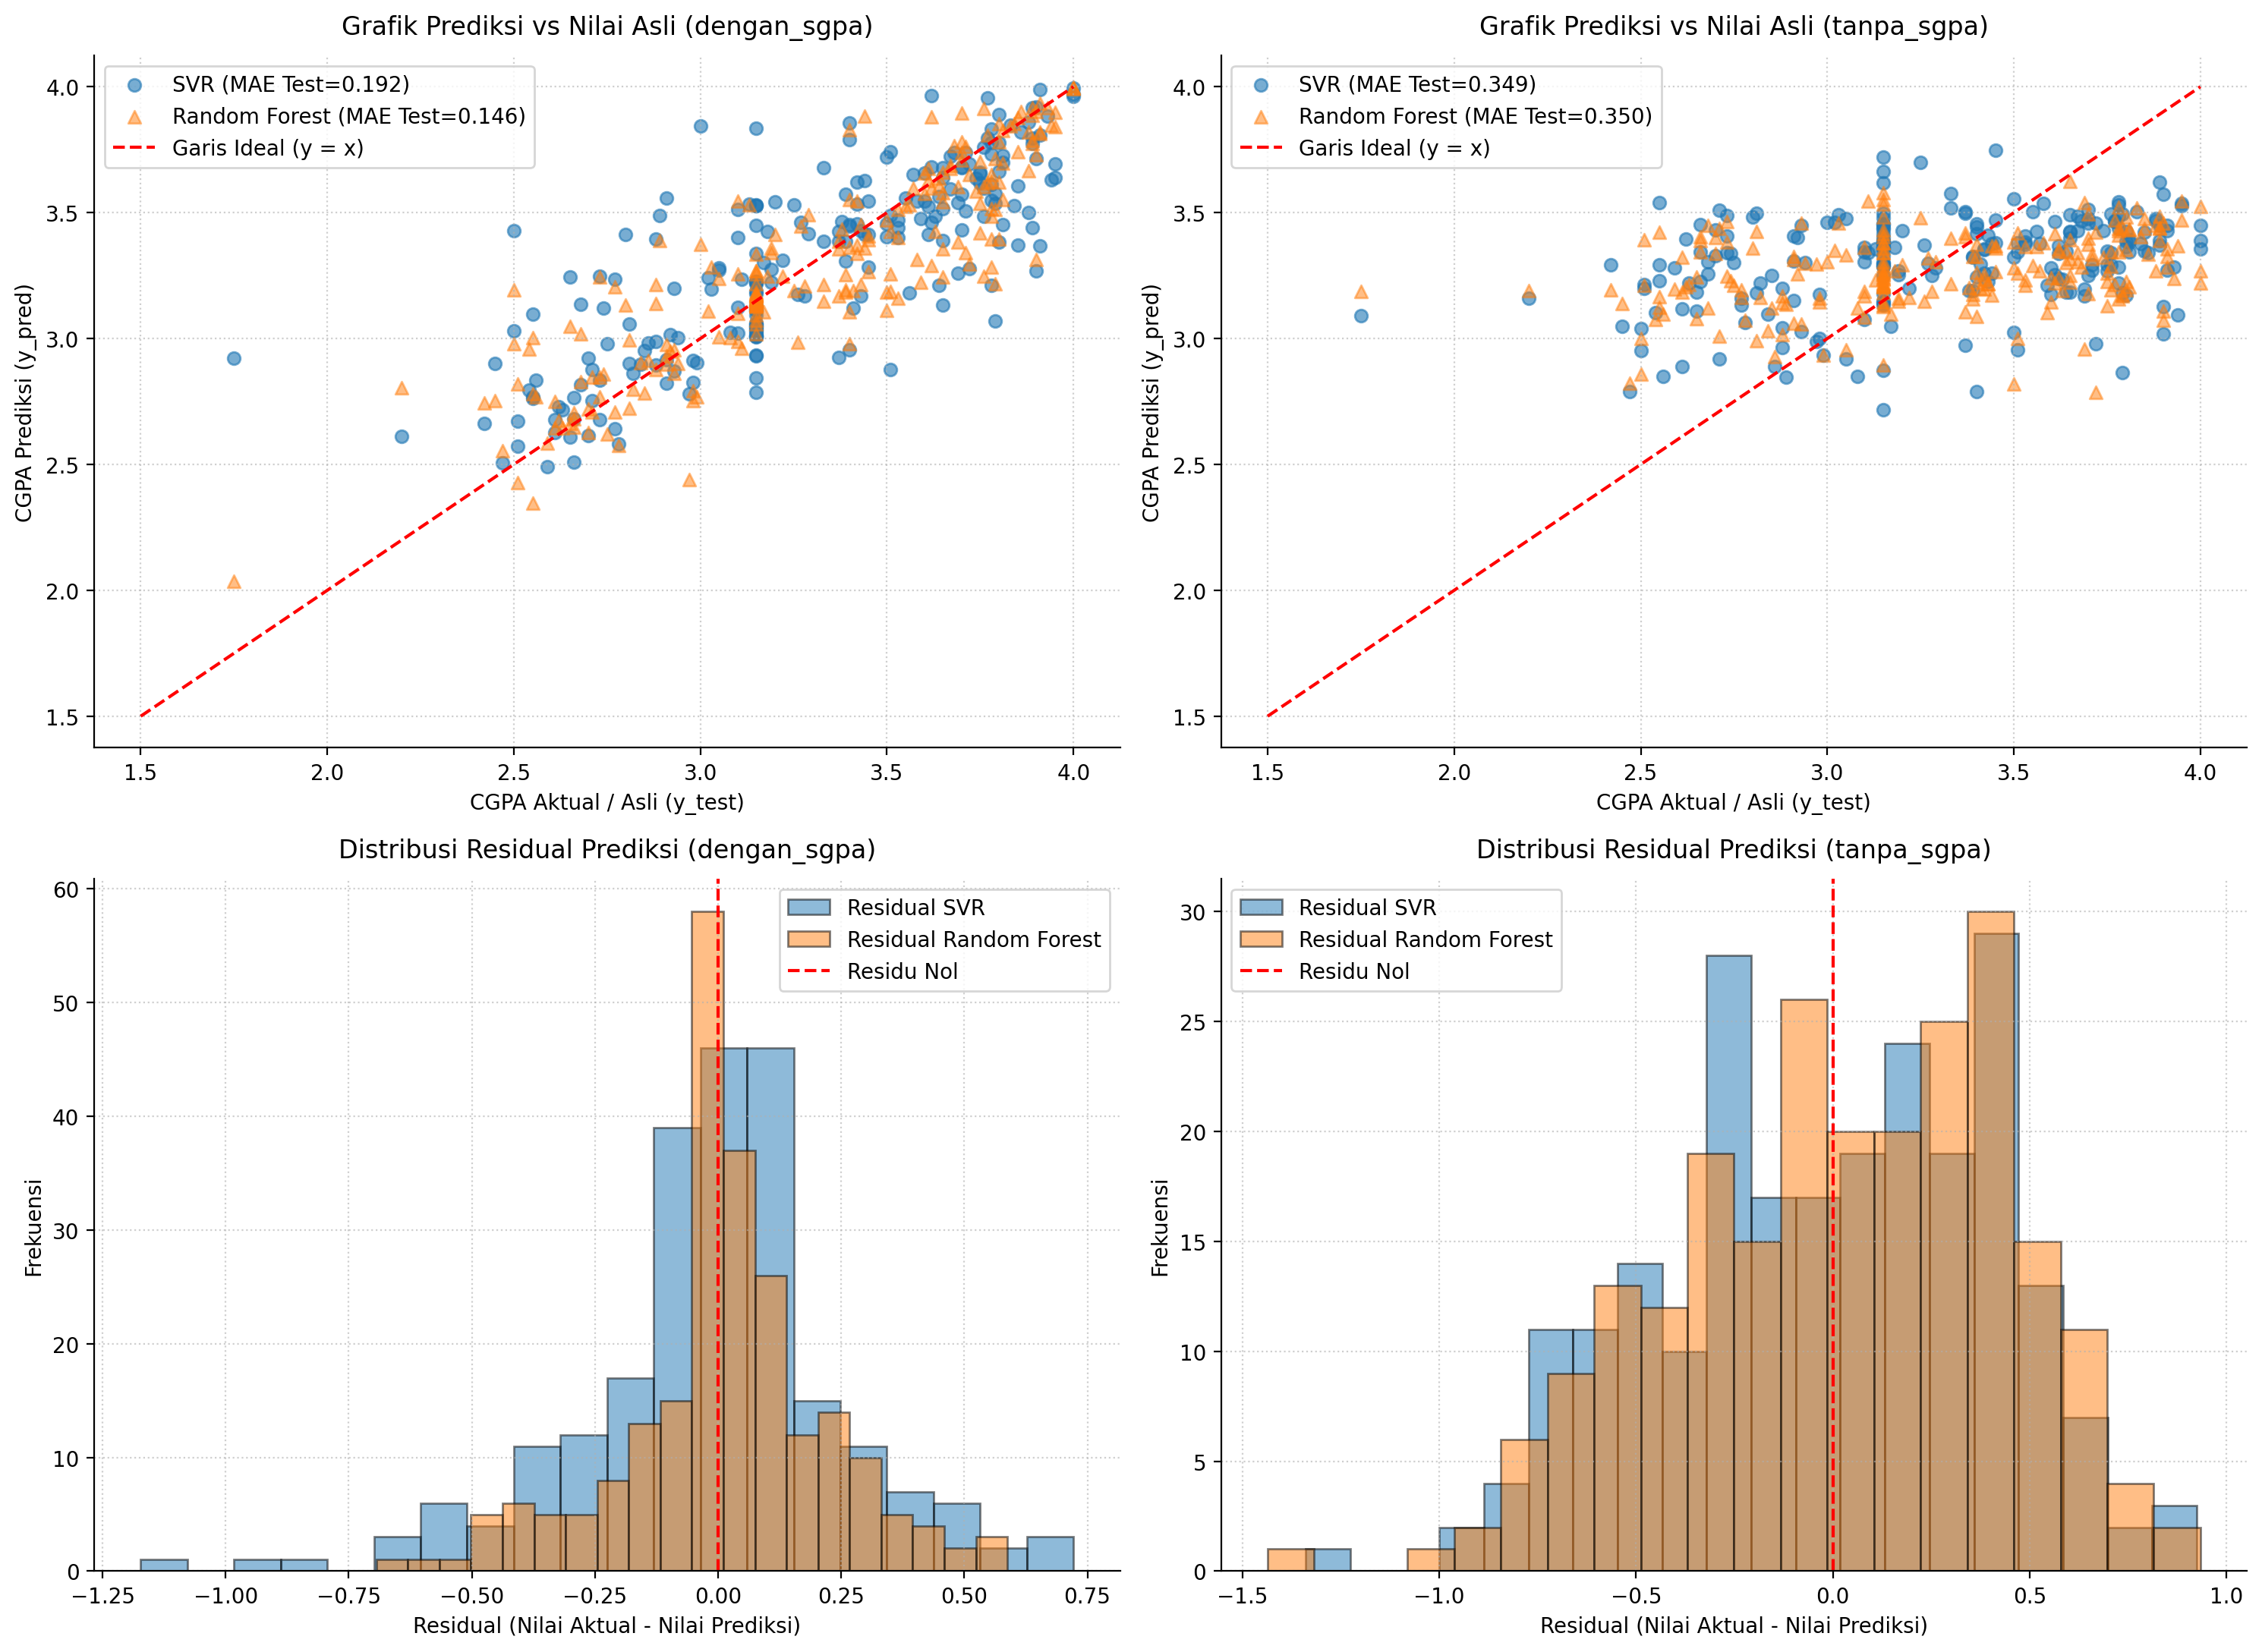 Grafik Prediksi vs Nilai Asli (dengan_sgpa)
SVR (MAE Test=0.192)
Random Forest (MAE Test=0.146)
Garis Ideal (y = x)
CGPA Prediksi (y_pred)
4.0
3.5
3.0
2.5
2.0
1.5
1.5 2.0 2.5 3.0 3.5 4.0
CGPA Aktual / Asli (y_test)
Grafik Prediksi vs Nilai Asli (tanpa_sgpa)
SVR (MAE Test=0.349)
Random Forest (MAE Test=0.350)
Garis Ideal (y = x)
CGPA Prediksi (y_pred)
4.0
3.5
3.0
2.5
2.0
1.5
1.5 2.0 2.5 3.0 3.5 4.0
CGPA Aktual / Asli (y_test)
Distribusi Residual Prediksi (dengan_sgpa)
Residual SVR
Residual Random Forest
Residu Nol
Frekuensi
60
50
40
30
20
10
0
−1.25 −1.00 −0.75 −0.50 −0.25 0.00 0.25 0.50 0.75
Residual (Nilai Aktual - Nilai Prediksi)
Distribusi Residual Prediksi (tanpa_sgpa)
Residual SVR
Residual Random Forest
Residu Nol
Frekuensi
30
25
20
15
10
5
0
−1.5 −1.0 −0.5 0.0 0.5 1.0
Residual (Nilai Aktual - Nilai Prediksi)